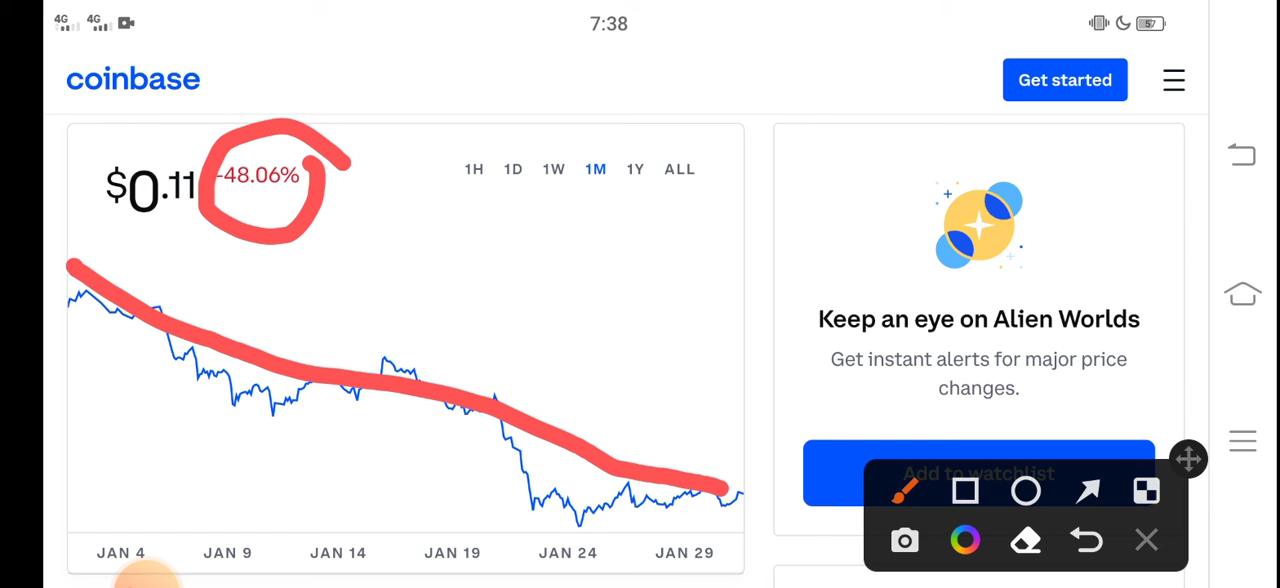 4G 4G 7:38 57
coinbase Get started
$0.11 -48.06% 1H 1D 1W 1M 1Y ALL
Keep an eye on Alien Worlds
Get instant alerts for major price
changes.
Add to watchlist
JAN 4 JAN 9 JAN 14 JAN 19 JAN 24 JAN 29